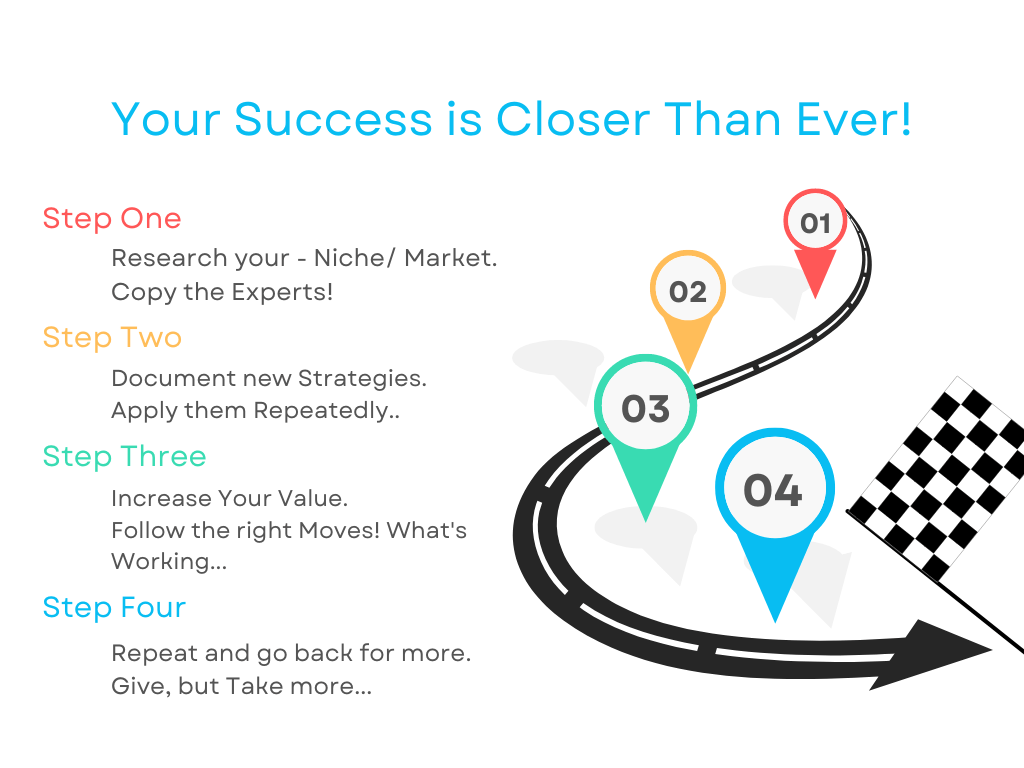 Your Success is Closer Than Ever!
Step One
Research your - Niche/ Market.
Copy the Experts!
Step Two
Document new Strategies.
Apply them Repeatedly..
Step Three
Increase Your Value.
Follow the right Moves! What's
Working...
Step Four
Repeat and go back for more.
Give, but Take more...
01
02
03
04